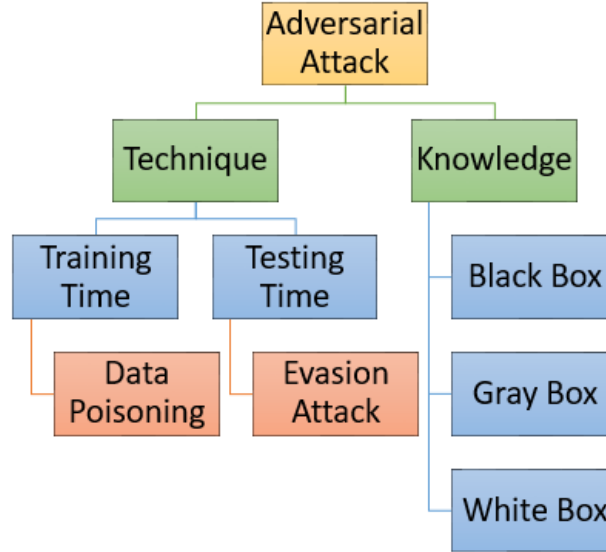 Adversarial
Attack
Technique
Knowledge
Training
Time
Testing
Time
Black Box
Data
Poisoning
Evasion
Attack
Gray Box
White Box